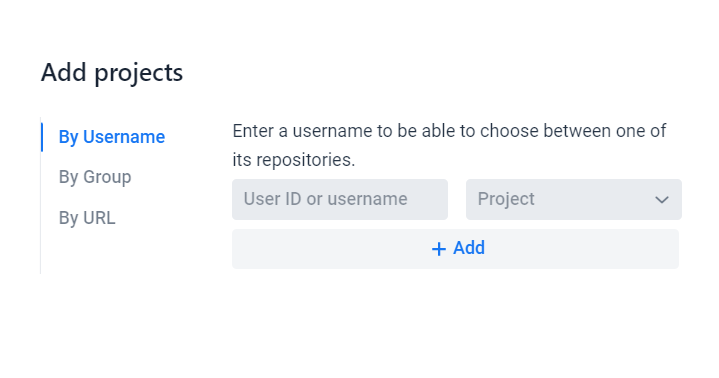 Add projects
By Username
By Group
By URL
Enter a username to be able to choose between one of
its repositories.
User ID or username
Project
+ Add